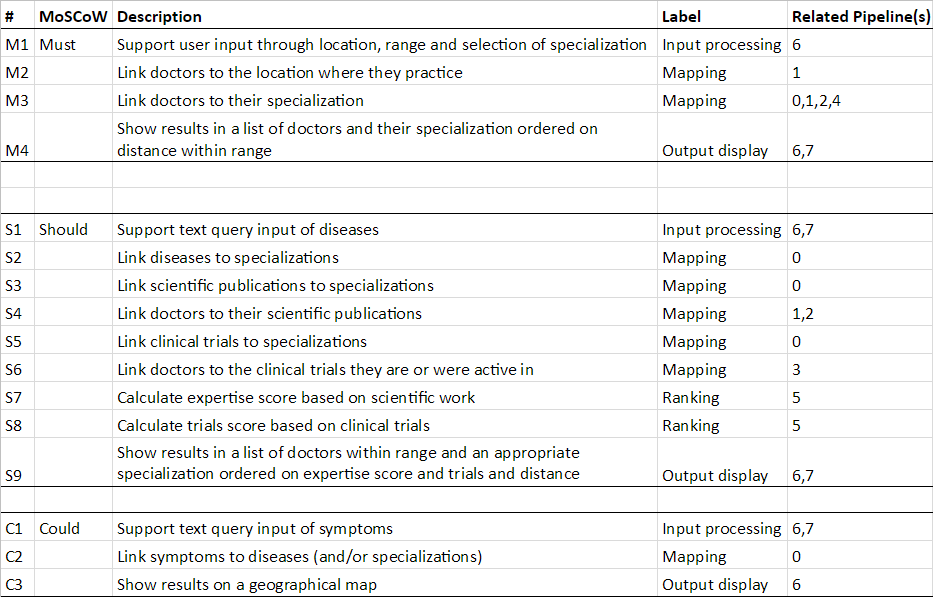 # MoSCoW Description Label Related Pipeline(s)
M1 Must Support user input through location, range and selection of specialization Input processing 6
M2 Link doctors to the location where they practice Mapping 1
M3 Link doctors to their specialization Mapping 0,1,2,4
Show results in a list of doctors and their specialization ordered on
M4 distance within range Output display 6,7
S1 Should Support text query input of diseases Input processing 6,7
S2 Link diseases to specializations Mapping 0
S3 Link scientific publications to specializations Mapping 0
S4 Link doctors to their scientific publications Mapping 1,2
S5 Link clinical trials to specializations Mapping 0
S6 Link doctors to the clinical trials they are or were active in Mapping 3
S7 Calculate expertise score based on scientific work Ranking 5
S8 Calculate trials score based on clinical trials Ranking 5
Show results in a list of doctors within range and an appropriate
S9 specialization ordered on expertise score and trials and distance Output display 6,7
C1 Could Support text query input of symptoms Input processing 6,7
C2 Link symptoms to diseases (and/or specializations) Mapping 0
C3 Show results on a geographical map Output display 6